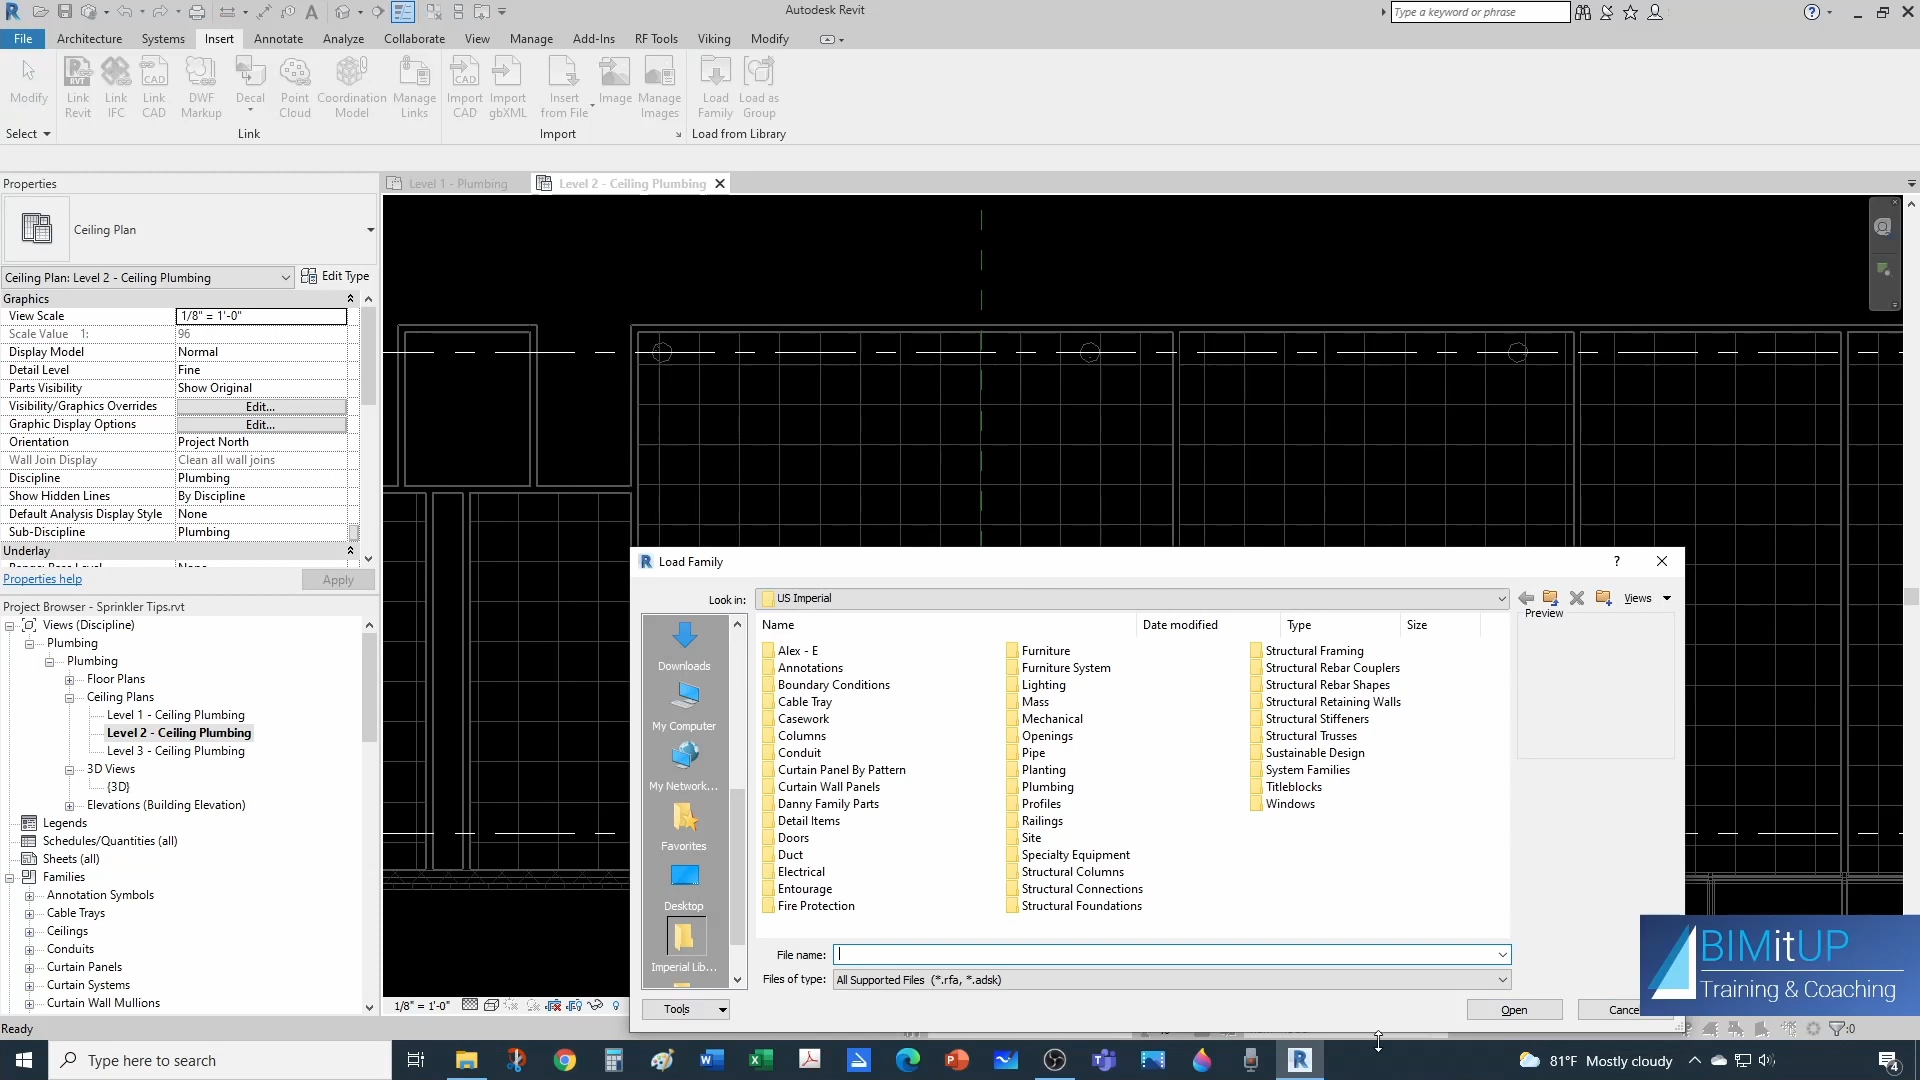 Autodesk Revit
Type a keyword or phrase
File Architecture Systems Insert Annotate Analyze Collaborate View Manage Add-Ins RF Tools Viking Modify
Modify
Link Revit
Link IFC
Link CAD
DWF Markup
Decal
Point Cloud
Coordination Model
Manage Links
Import CAD
Import gbXML
Insert from File
Image
Manage Images
Load Family
Load as Group
Select
Link
Import
Load from Library
Properties
Level 1 - Plumbing
Level 2 - Ceiling Plumbing
Ceiling Plan
Ceiling Plan: Level 2 - Ceiling Plumbing
Edit Type
Graphics
View Scale 1/8" = 1'-0"
Scale Value 1: 96
Display Model Normal
Detail Level Fine
Parts Visibility Show Original
Visibility/Graphics Overrides Edit...
Graphic Display Options Edit...
Orientation Project North
Wall Join Display Clean all wall joins
Discipline Plumbing
Show Hidden Lines By Discipline
Default Analysis Display Style None
Sub-Discipline Plumbing
Underlay
Properties help
Apply
Project Browser - Sprinkler Tips.rvt
Views (Discipline)
Plumbing
Plumbing
Floor Plans
Ceiling Plans
Level 1 - Ceiling Plumbing
Level 2 - Ceiling Plumbing
Level 3 - Ceiling Plumbing
3D Views
{3D}
Elevations (Building Elevation)
Legends
Schedules/Quantities (all)
Sheets (all)
Families
Annotation Symbols
Cable Trays
Ceilings
Conduits
Curtain Panels
Curtain Systems
Curtain Wall Mullions
Load Family
Look in: US Imperial
Views
Preview
Name Date modified Type Size
Downloads
My Computer
My Network...
Favorites
Desktop
Imperial Lib...
Alex - E
Annotations
Boundary Conditions
Cable Tray
Casework
Columns
Conduit
Curtain Panel By Pattern
Curtain Wall Panels
Danny Family Parts
Detail Items
Doors
Duct
Electrical
Entourage
Fire Protection
Furniture
Furniture System
Lighting
Mass
Mechanical
Openings
Pipe
Planting
Plumbing
Profiles
Railings
Site
Specialty Equipment
Structural Columns
Structural Connections
Structural Foundations
Structural Framing
Structural Rebar Couplers
Structural Rebar Shapes
Structural Retaining Walls
Structural Stiffeners
Structural Trusses
Sustainable Design
System Families
Titleblocks
Windows
File name:
Files of type: All Supported Files (*.rfa, *.adsk)
Tools
Open
Cance
BIMitUP
Training & Coaching
1/8" = 1'-0"
Ready
:0
Type here to search
81°F Mostly cloudy
4